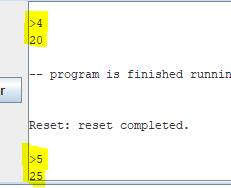 >4
20
-- program is finished runnin
Reset: reset completed.
r
>5
25